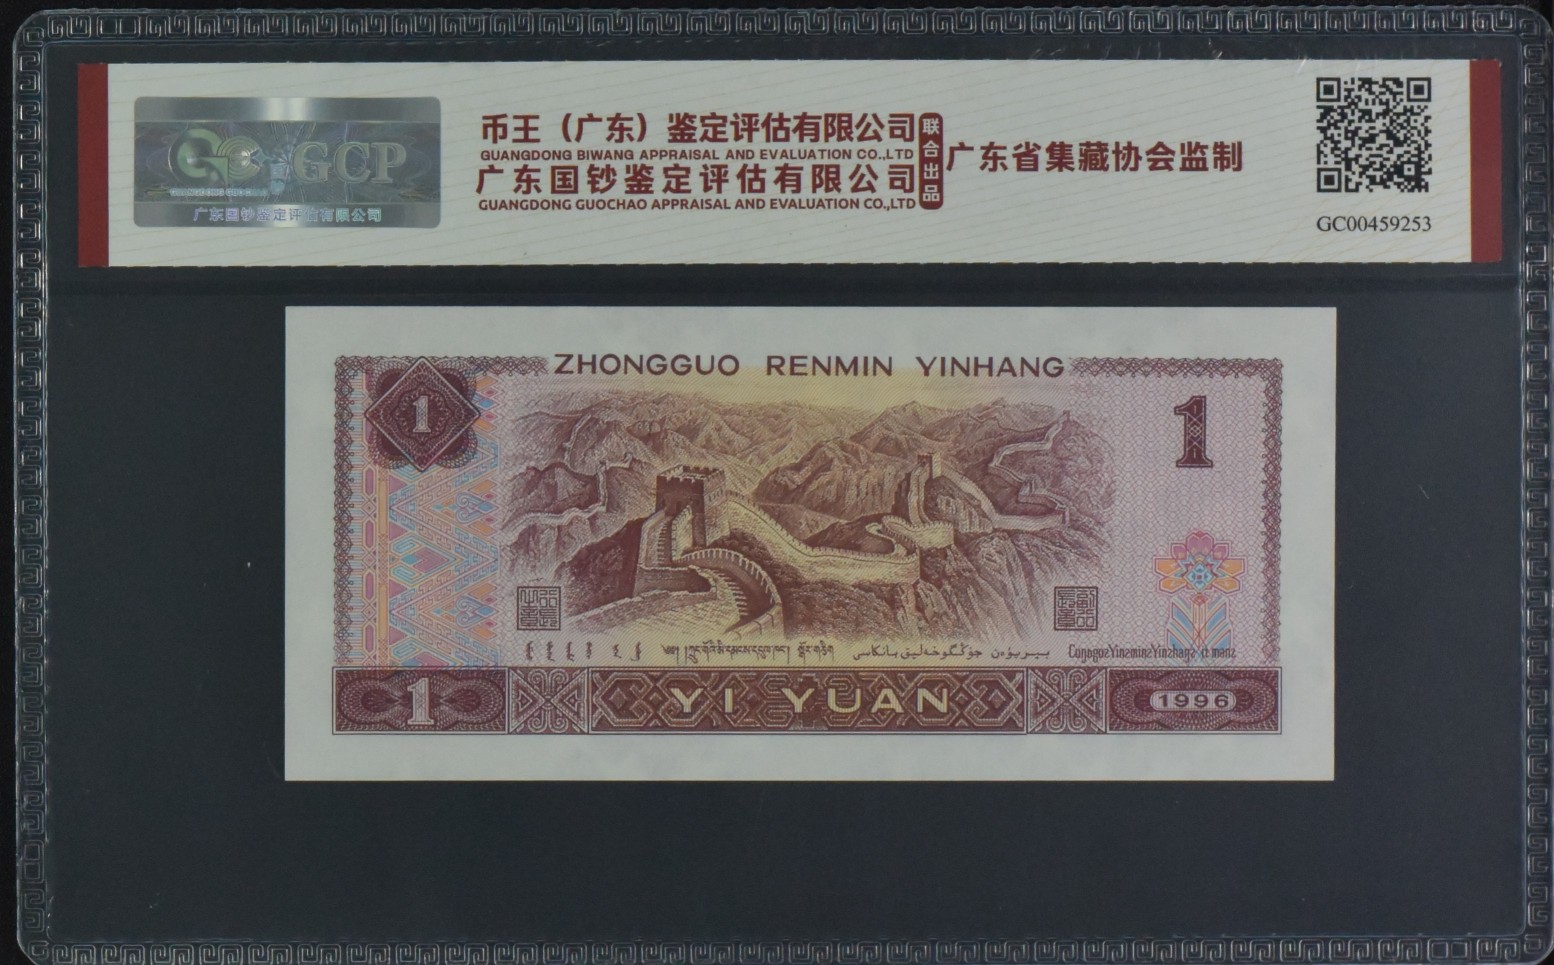 GCP
广东国钞鉴定评估有限公司
币王（广东）鉴定评估有限公司
GUANGDONG BIWANG APPRAISAL AND EVALUATION CO.,LTD
广东国钞鉴定评估有限公司
GUANGDONG GUOCHAO APPRAISAL AND EVALUATION CO.,LTD
联合出品
广东省集藏协会监制
GC00459253
ZHONGGUO RENMIN YINHANG
1
1
1
YI YUAN
1996